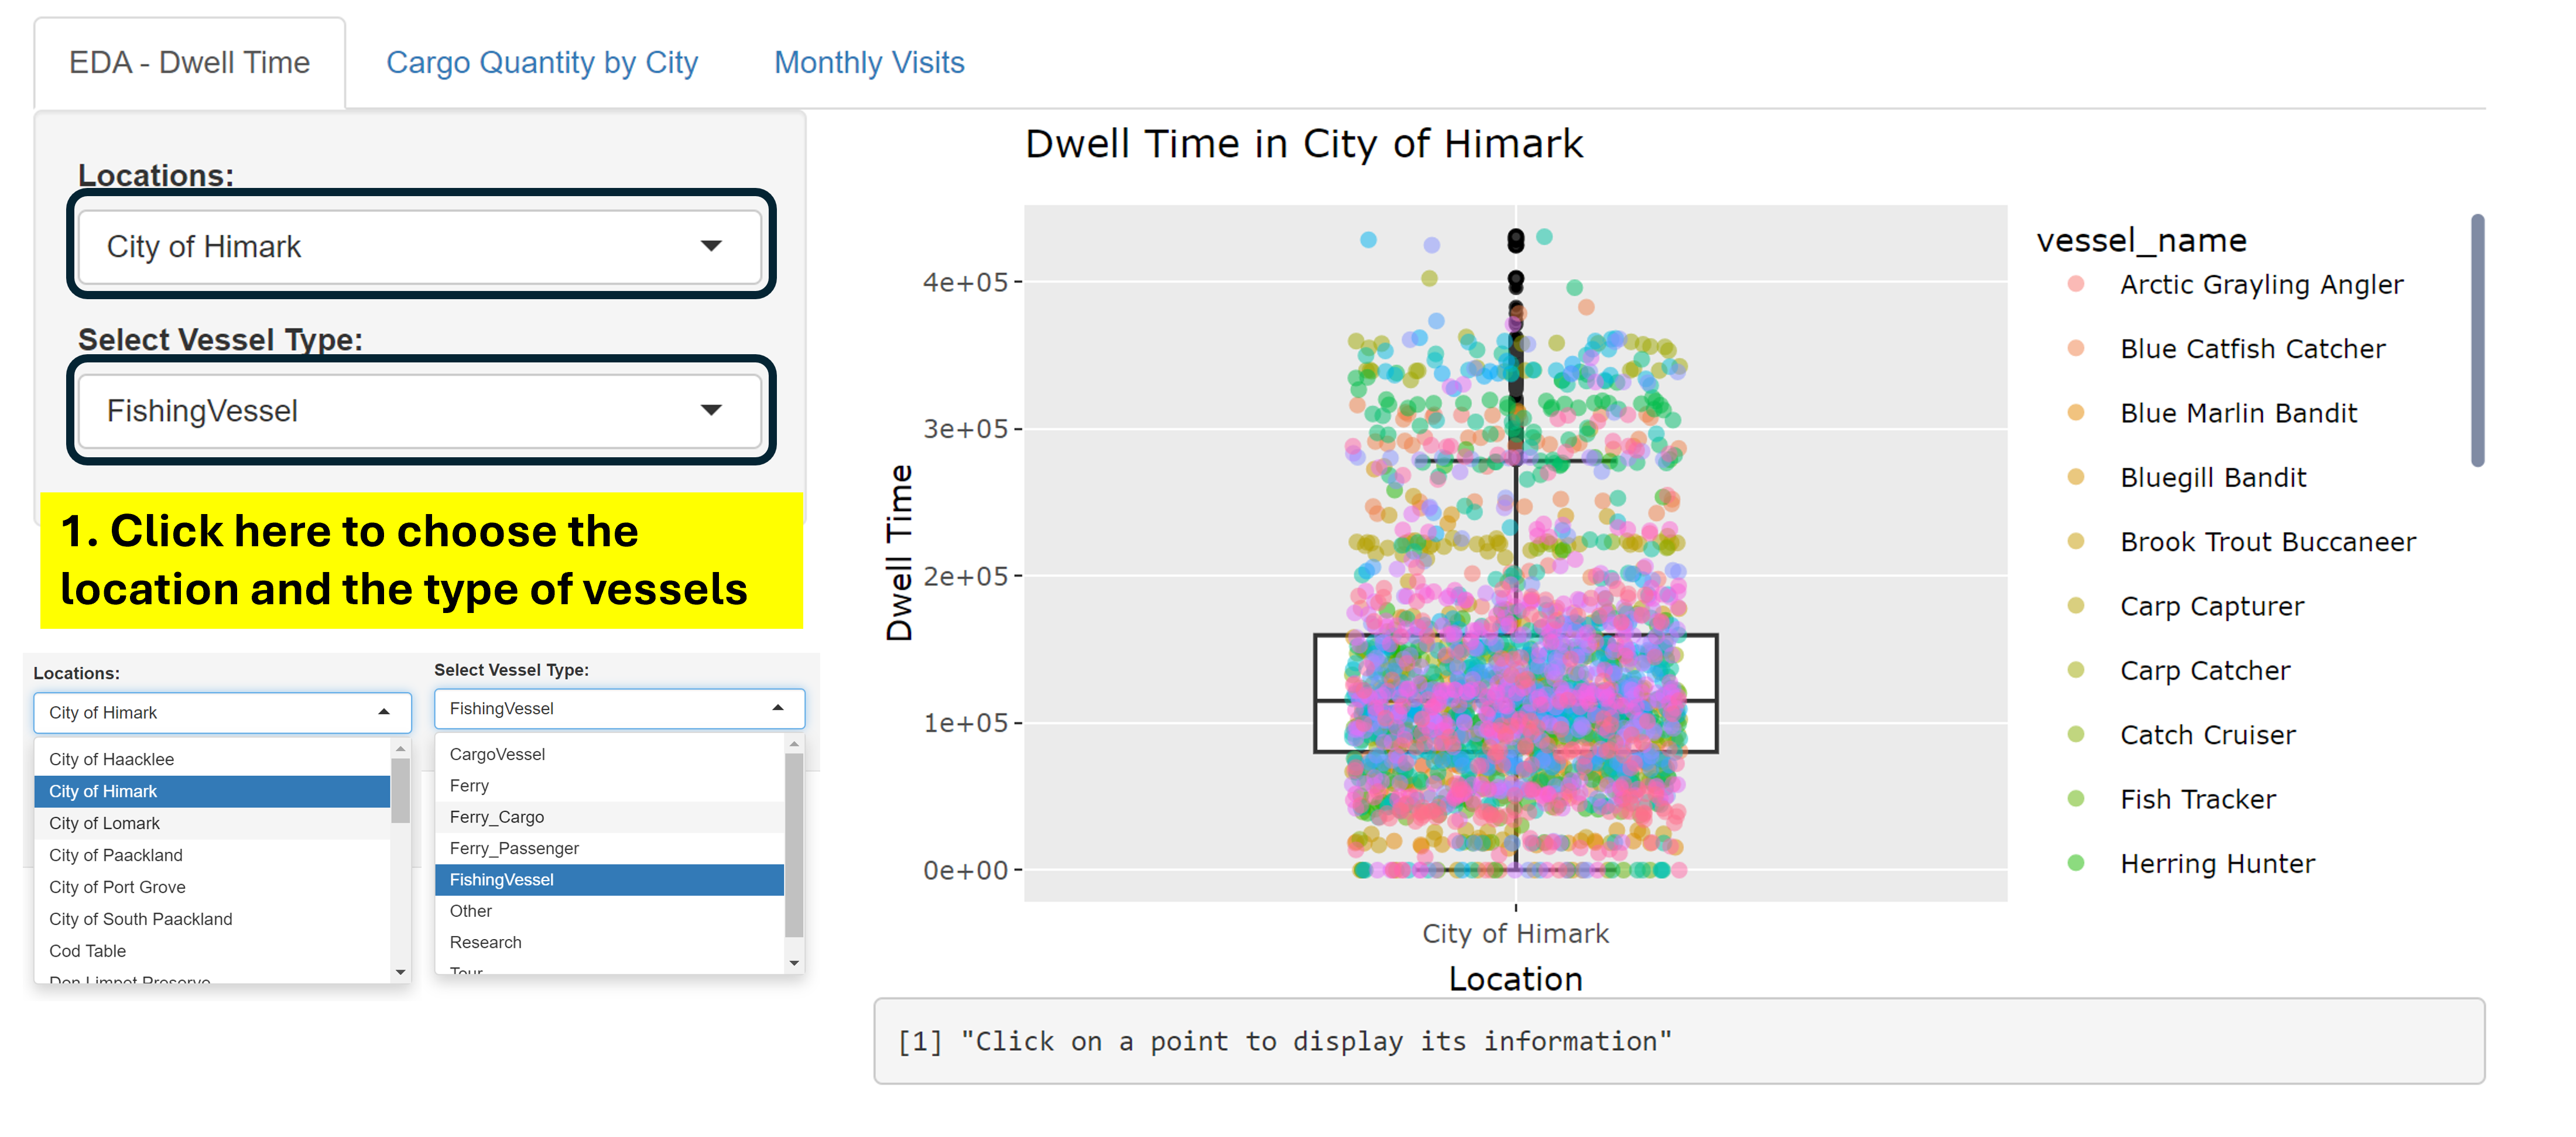 EDA - Dwell Time
Cargo Quantity by City
Monthly Visits
Locations:
City of Himark
Select Vessel Type:
FishingVessel
1. Click here to choose the
location and the type of vessels
Locations:
City of Himark
City of Haacklee
City of Himark
City of Lomark
City of Paackland
City of Port Grove
City of South Paackland
Cod Table
Don Limpet Preserve
Select Vessel Type:
FishingVessel
CargoVessel
Ferry
Ferry_Cargo
Ferry_Passenger
FishingVessel
Other
Research
Tour
Dwell Time in City of Himark
Dwell Time
4e+05
3e+05
2e+05
1e+05
0e+00
City of Himark
Location
vessel_name
Arctic Grayling Angler
Blue Catfish Catcher
Blue Marlin Bandit
Bluegill Bandit
Brook Trout Buccaneer
Carp Capturer
Carp Catcher
Catch Cruiser
Fish Tracker
Herring Hunter
[1] "Click on a point to display its information"